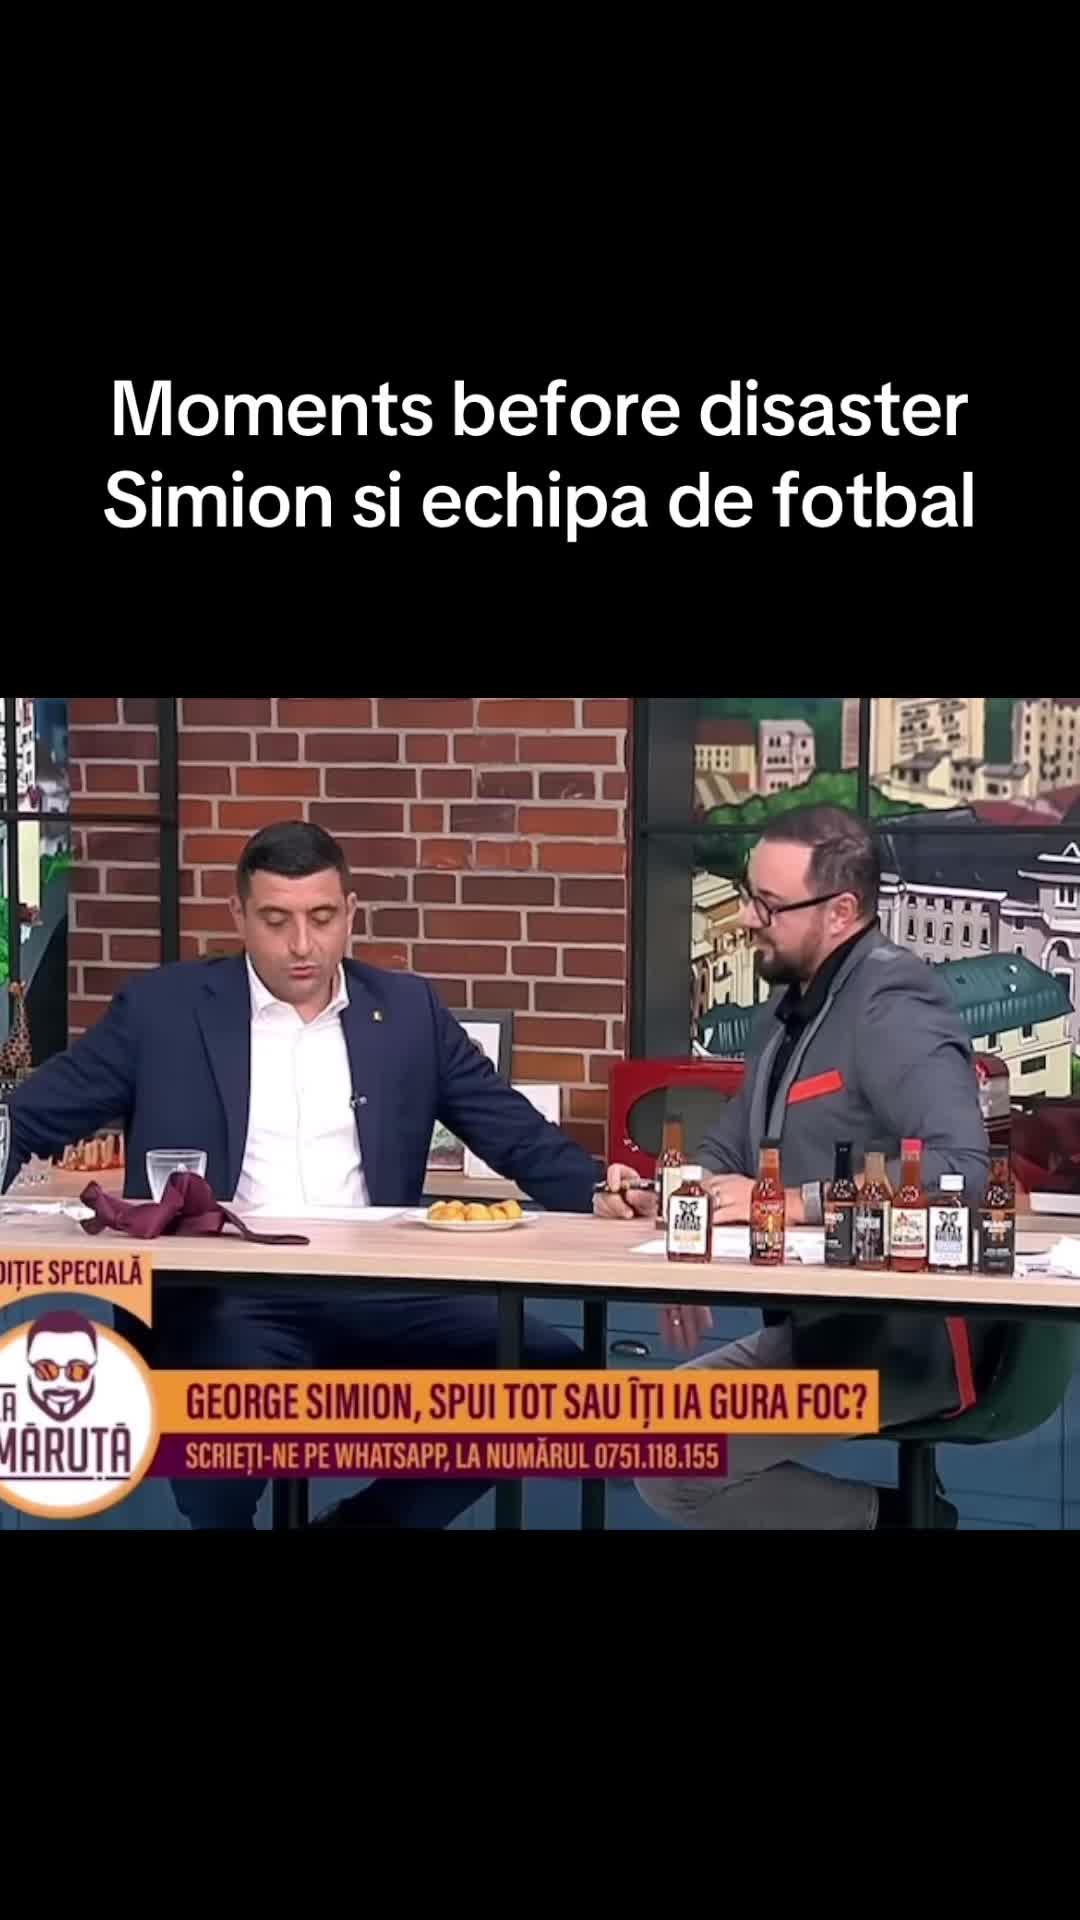 Moments before disaster
Simion si echipa de fotbal
DIȚIE SPECIALĂ
LA
MĂRUȚĂ
GEORGE SIMION, SPUI TOT SAU ÎȚI IA GURA FOC?
SCRIEȚI-NE PE WHATSAPP, LA NUMĂRUL 0751.118.155